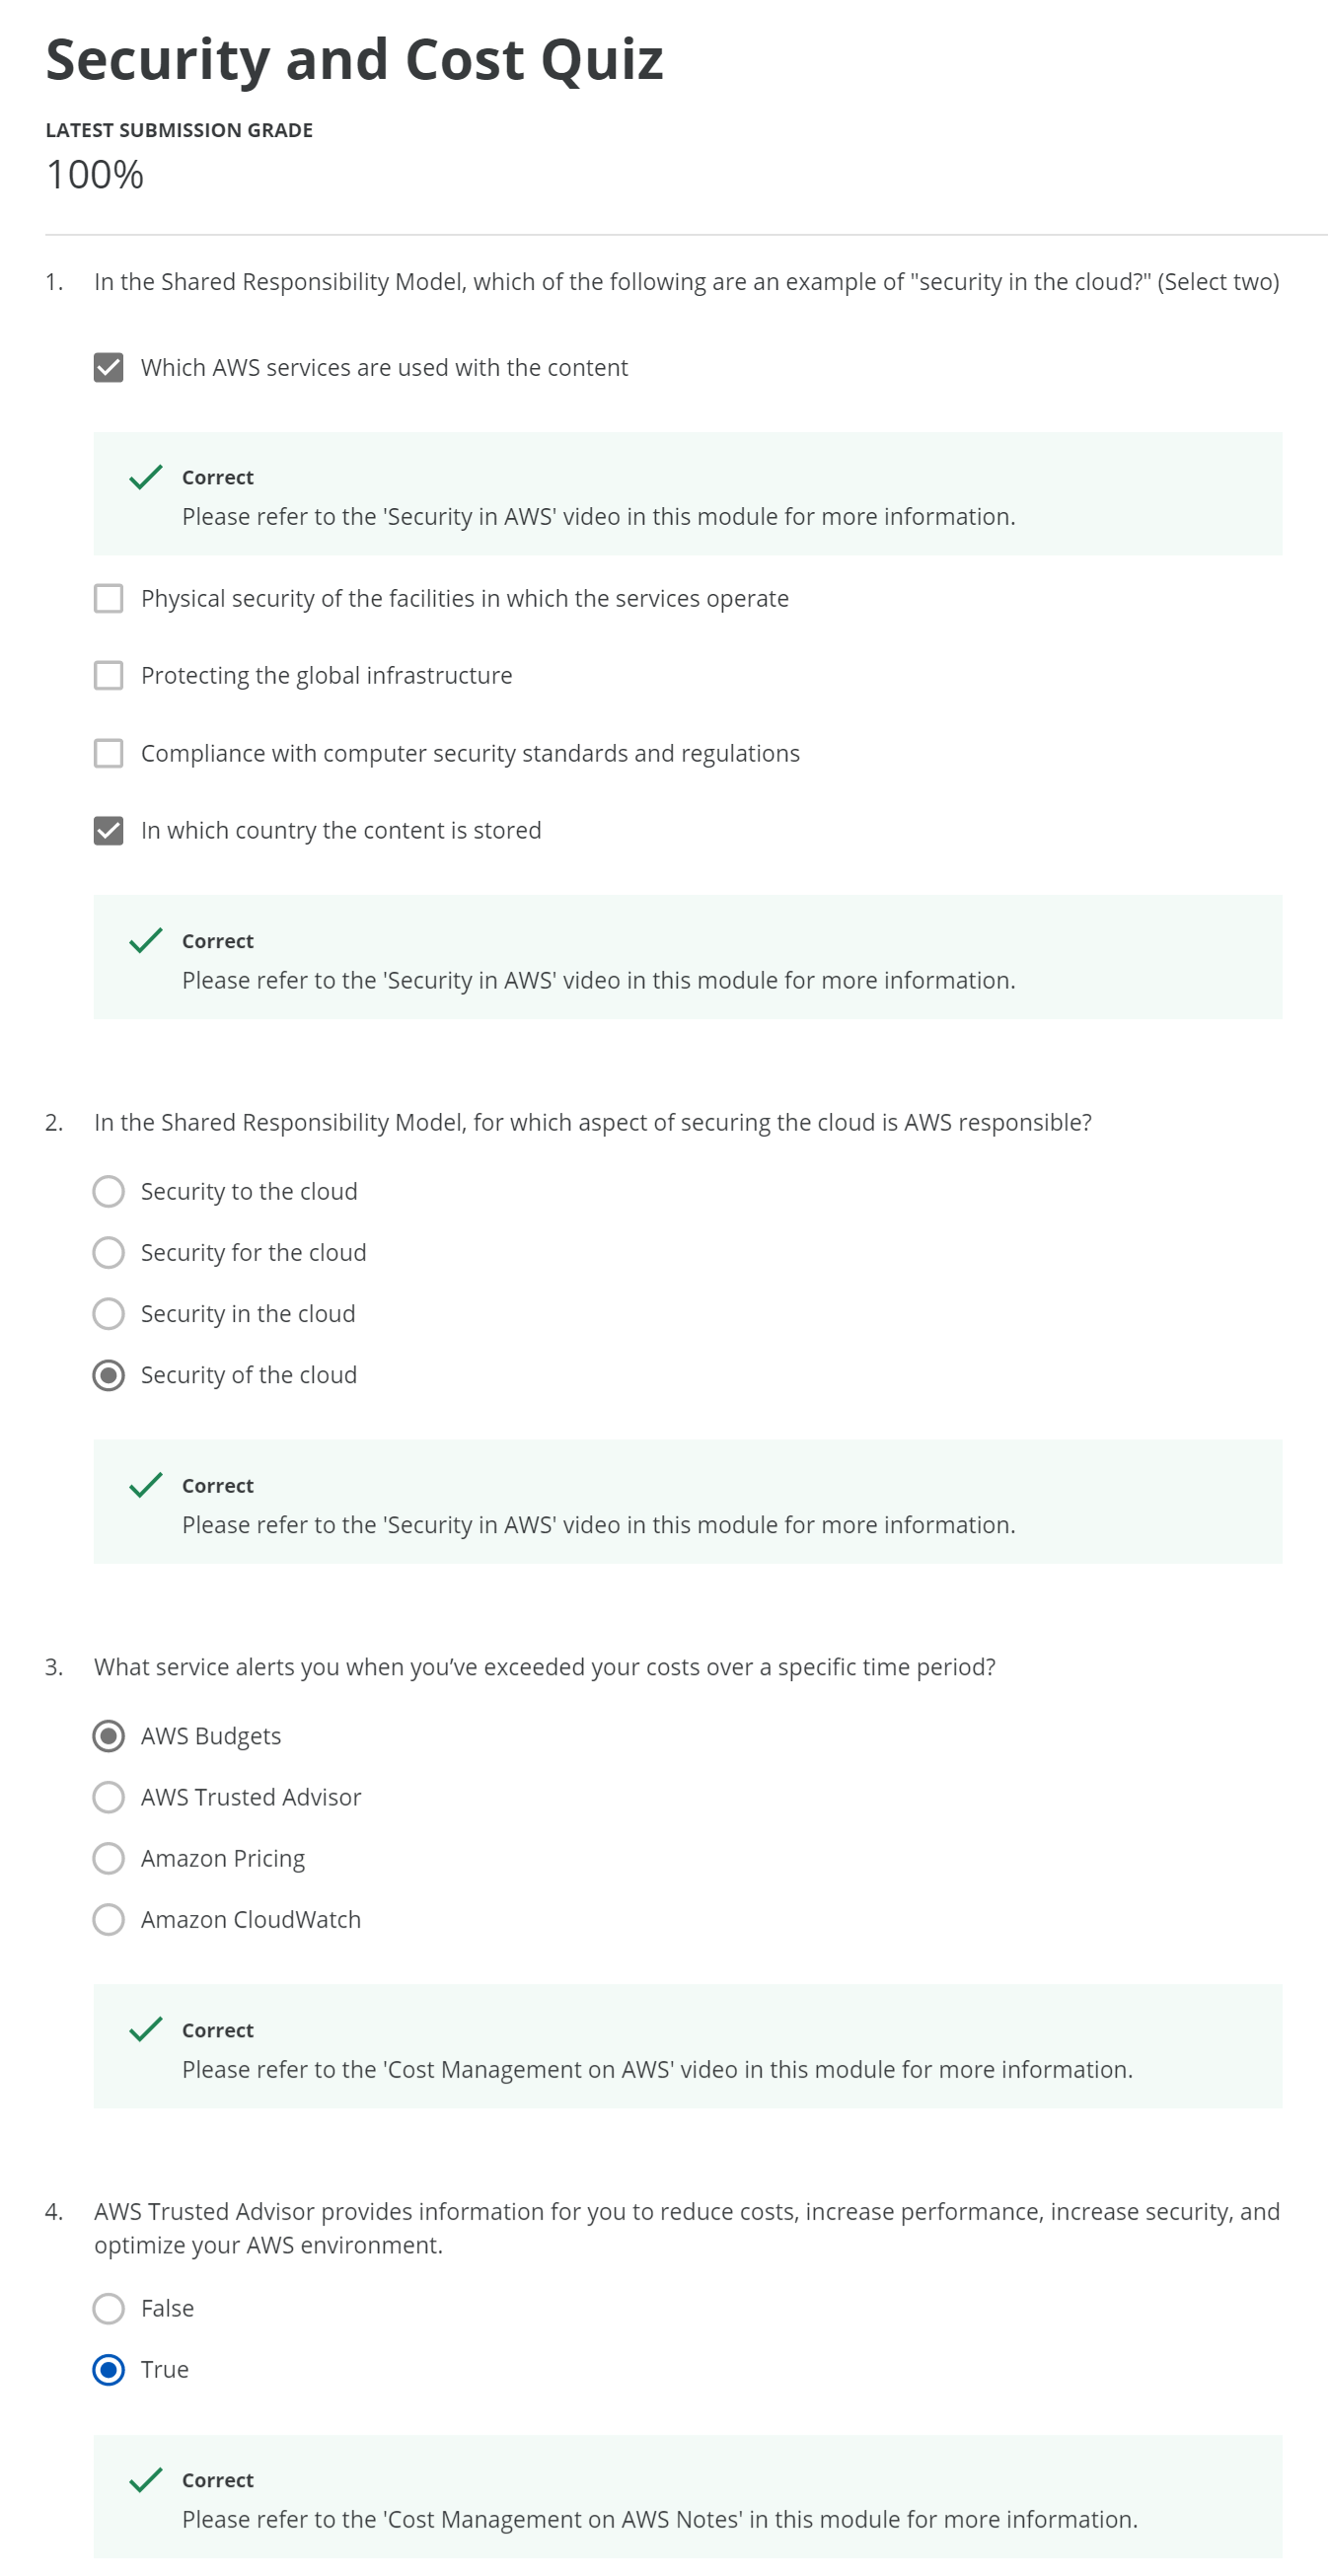 Security and Cost Quiz
LATEST SUBMISSION GRADE
100%
1. In the Shared Responsibility Model, which of the following are an example of "security in the cloud?" (Select two)
Which AWS services are used with the content
Correct
Please refer to the 'Security in AWS' video in this module for more information.
Physical security of the facilities in which the services operate
Protecting the global infrastructure
Compliance with computer security standards and regulations
In which country the content is stored
Correct
Please refer to the 'Security in AWS' video in this module for more information.
2. In the Shared Responsibility Model, for which aspect of securing the cloud is AWS responsible?
Security to the cloud
Security for the cloud
Security in the cloud
Security of the cloud
Correct
Please refer to the 'Security in AWS' video in this module for more information.
3. What service alerts you when you’ve exceeded your costs over a specific time period?
AWS Budgets
AWS Trusted Advisor
Amazon Pricing
Amazon CloudWatch
Correct
Please refer to the 'Cost Management on AWS' video in this module for more information.
4. AWS Trusted Advisor provides information for you to reduce costs, increase performance, increase security, and
optimize your AWS environment.
False
True
Correct
Please refer to the 'Cost Management on AWS Notes' in this module for more information.